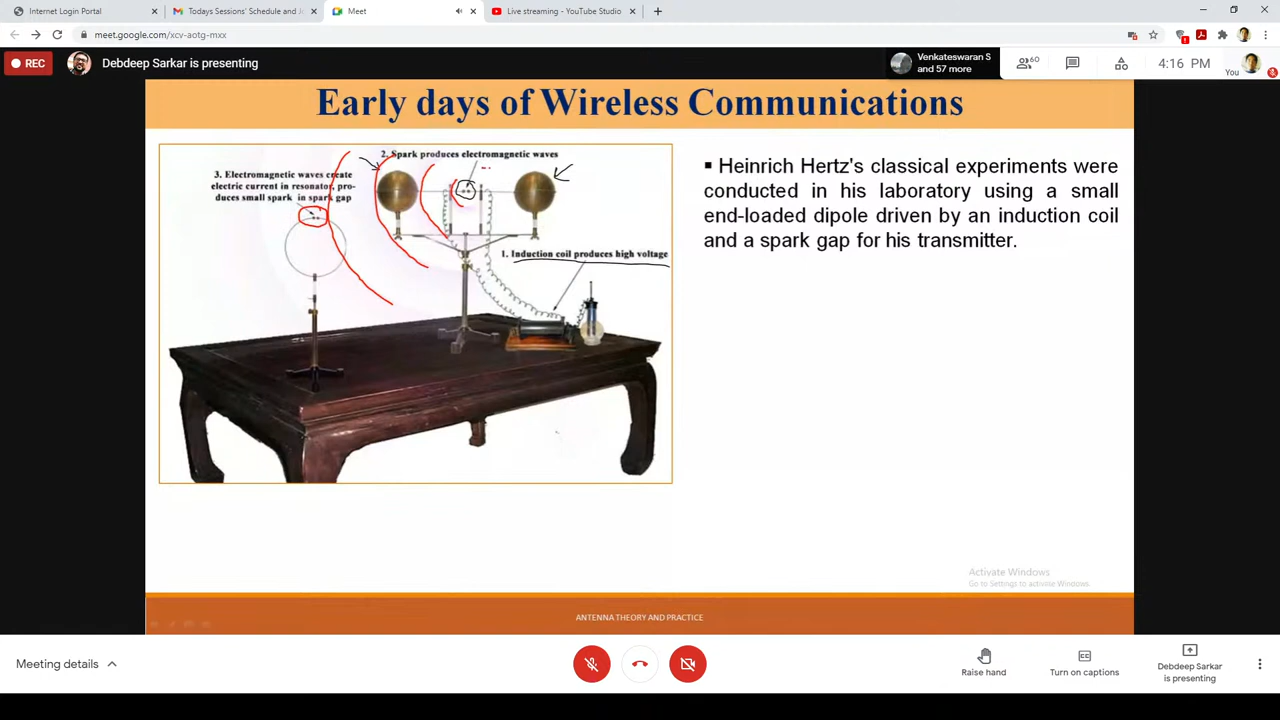 Internet Login Portal
Todays Sessions' Schedule and Jo
Meet
Live streaming - YouTube Studio
meet.google.com/xcv-aotg-mxx
REC
Debdeep Sarkar is presenting
Venkateswaran S
and 57 more
60
You
4:16 PM
Early days of Wireless Communications
2. Spark produces electromagnetic waves
3. Electromagnetic waves create
electric current in resonator, pro-
duces small spark in spark gap
1. Induction coil produces high voltage
▪ Heinrich Hertz's classical experiments were
conducted in his laboratory using a small
end-loaded dipole driven by an induction coil
and a spark gap for his transmitter.
Activate Windows
Go to Settings to activate Windows.
ANTENNA THEORY AND PRACTICE
Meeting details
Raise hand
Turn on captions
Debdeep Sarkar
is presenting